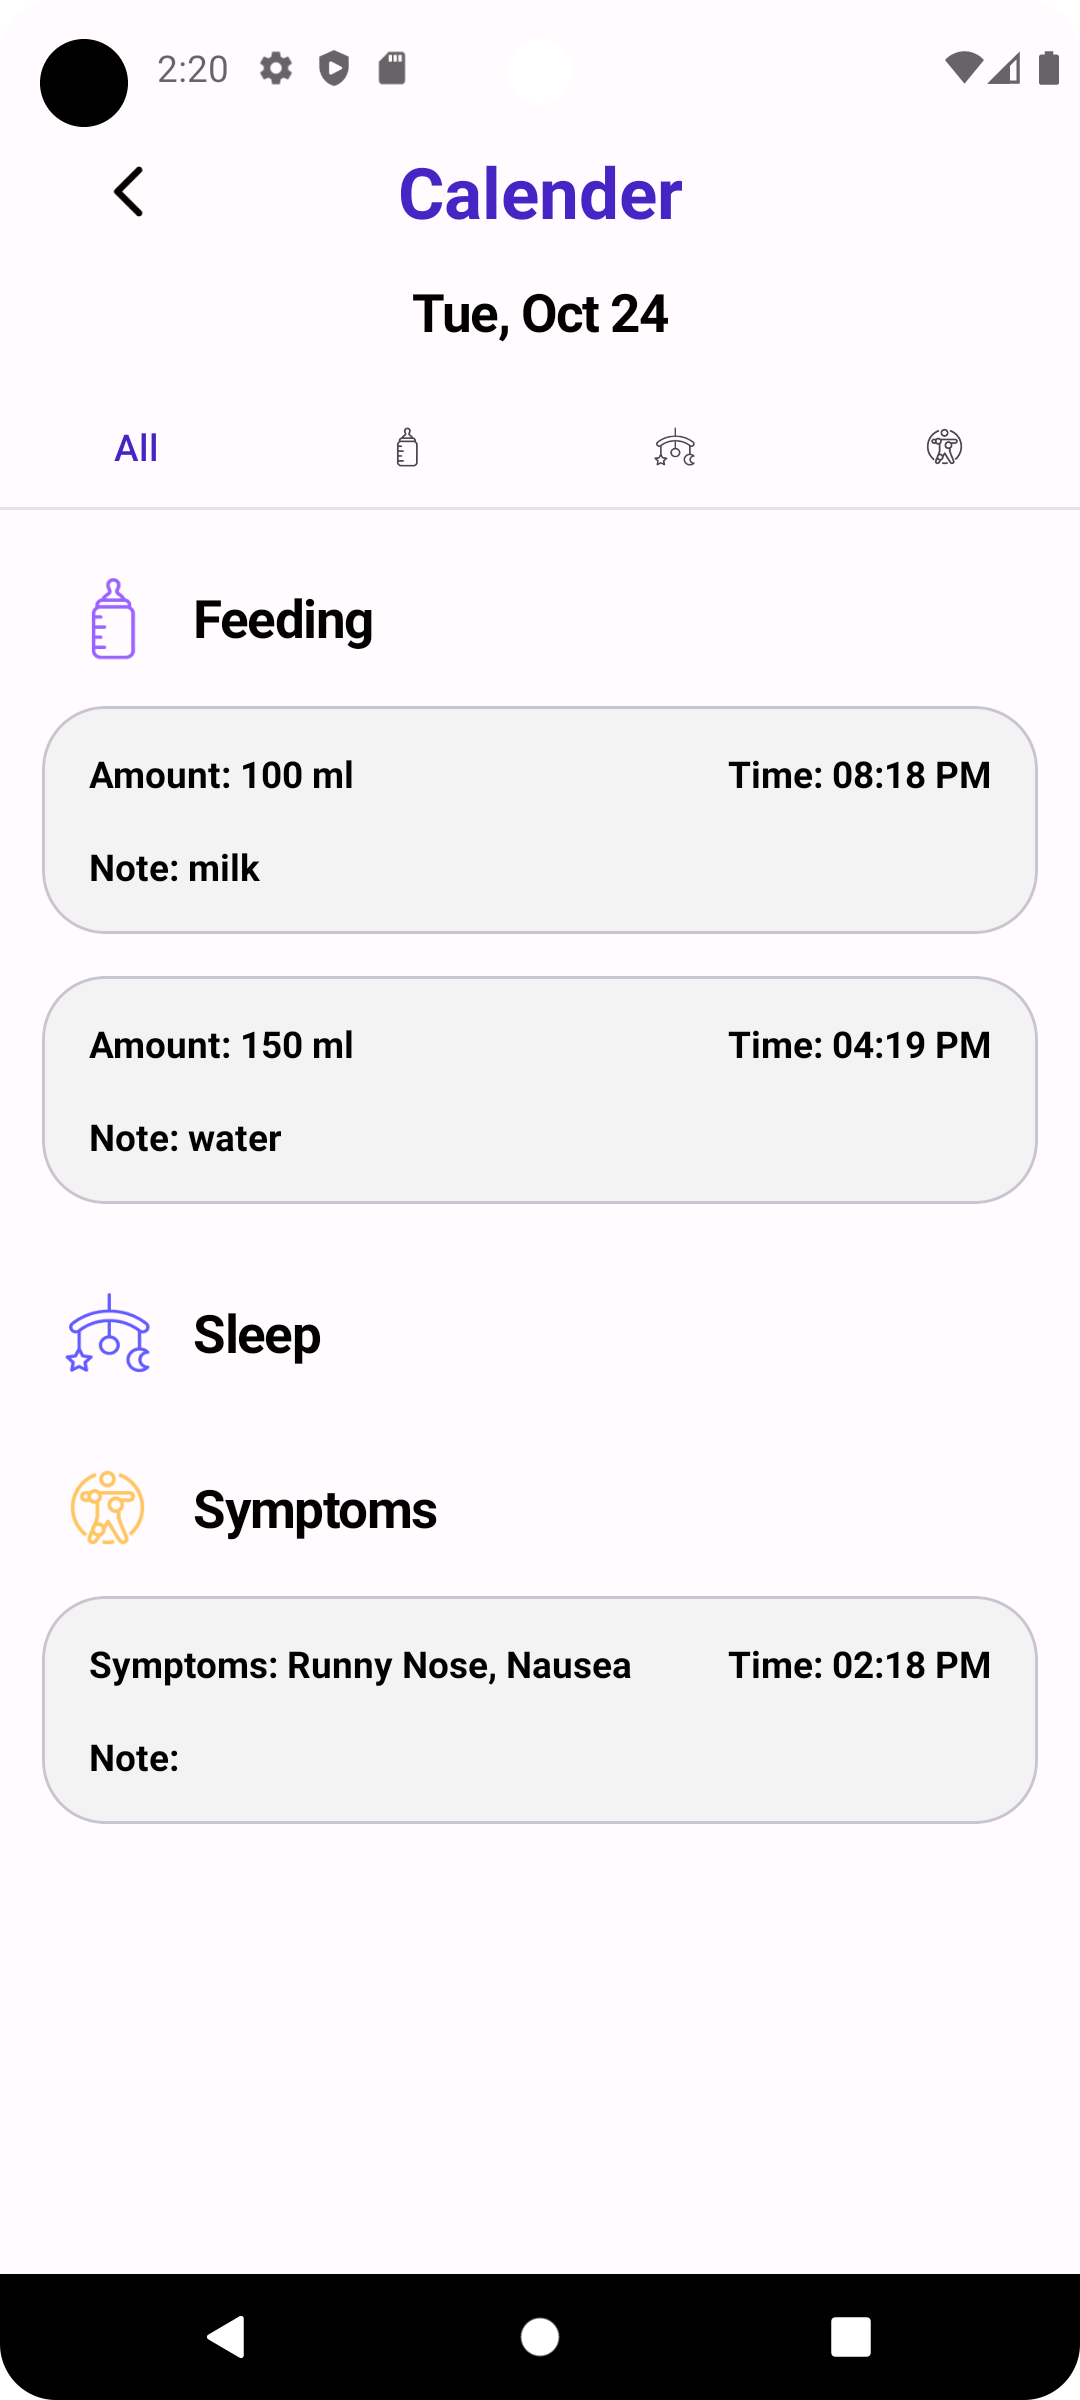 2:20
Calender
Tue, Oct 24
All
Feeding
Amount: 100 ml Time: 08:18 PM
Note: milk
Amount: 150 ml Time: 04:19 PM
Note: water
Sleep
Symptoms
Symptoms: Runny Nose, Nausea Time: 02:18 PM
Note: